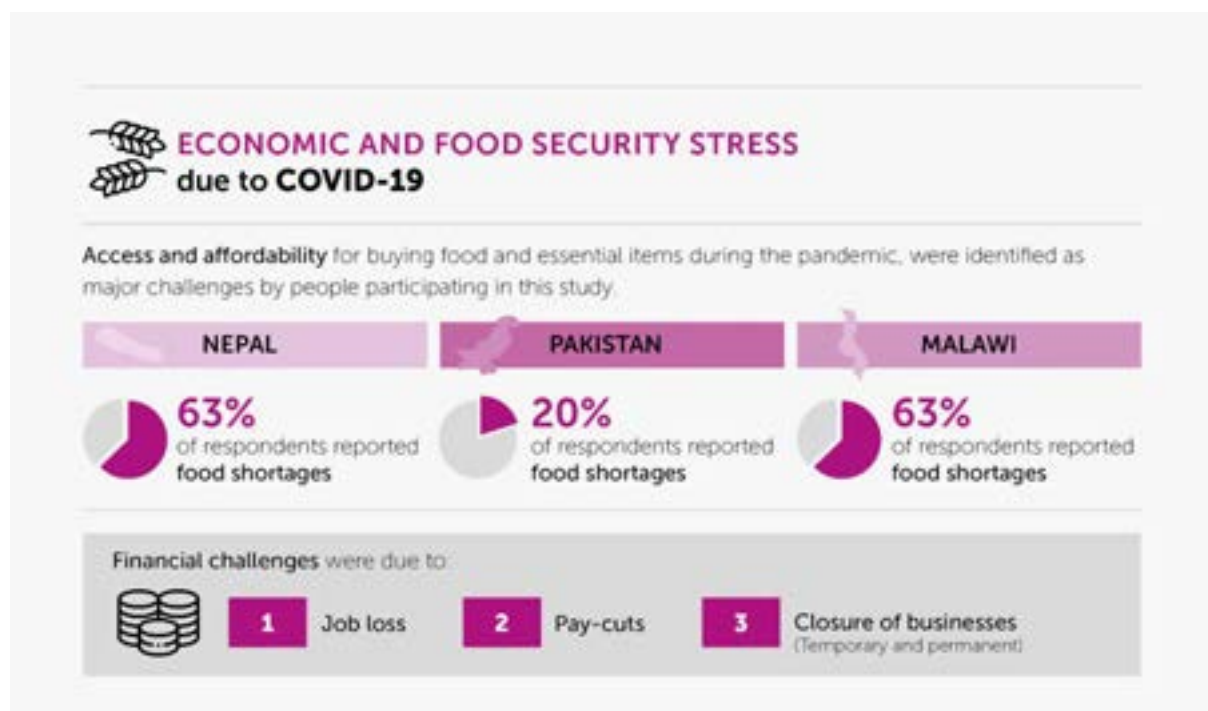 ECONOMIC AND FOOD SECURITY STRESS
due to COVID-19
Access and affordability for buying food and essential items during the pandemic, were identified as
major challenges by people participating in this study.
NEPAL
PAKISTAN
MALAWI
63%
of respondents reported
food shortages
20%
of respondents reported
food shortages
63%
of respondents reported
food shortages
Financial challenges were due to
1
Job loss
2
Pay-cuts
3
Closure of businesses
(Temporary and permanent)